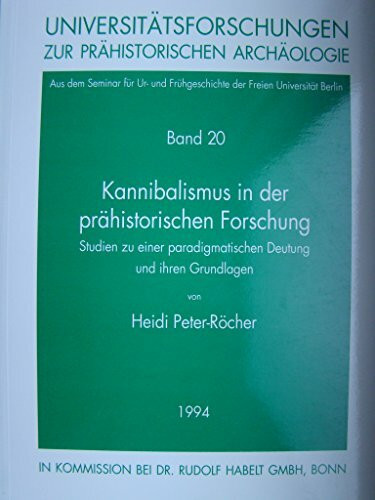 UNIVERSITÄTSFORSCHUNGEN
ZUR PRÄHISTORISCHEN ARCHÄOLOGIE
Aus dem Seminar für Ur- und Frühgeschichte der Freien Universität Berlin
Band 20
Kannibalismus in der
prähistorischen Forschung
Studien zu einer paradigmatischen Deutung
und ihren Grundlagen
von
Heidi Peter-Röcher
1994
IN KOMMISSION BEI DR. RUDOLF HABELT GMBH, BONN